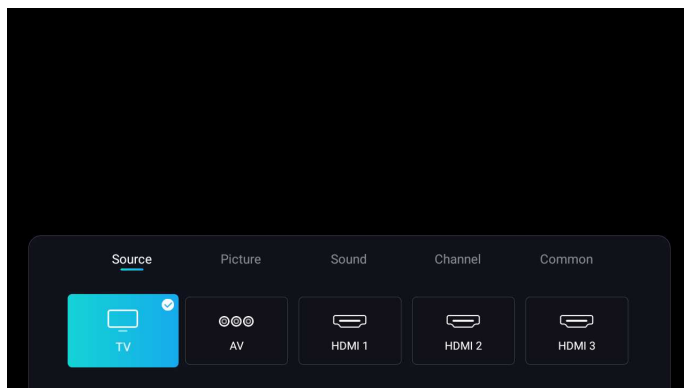 Source Picture Sound Channel Common
TV AV HDMI 1 HDMI 2 HDMI 3